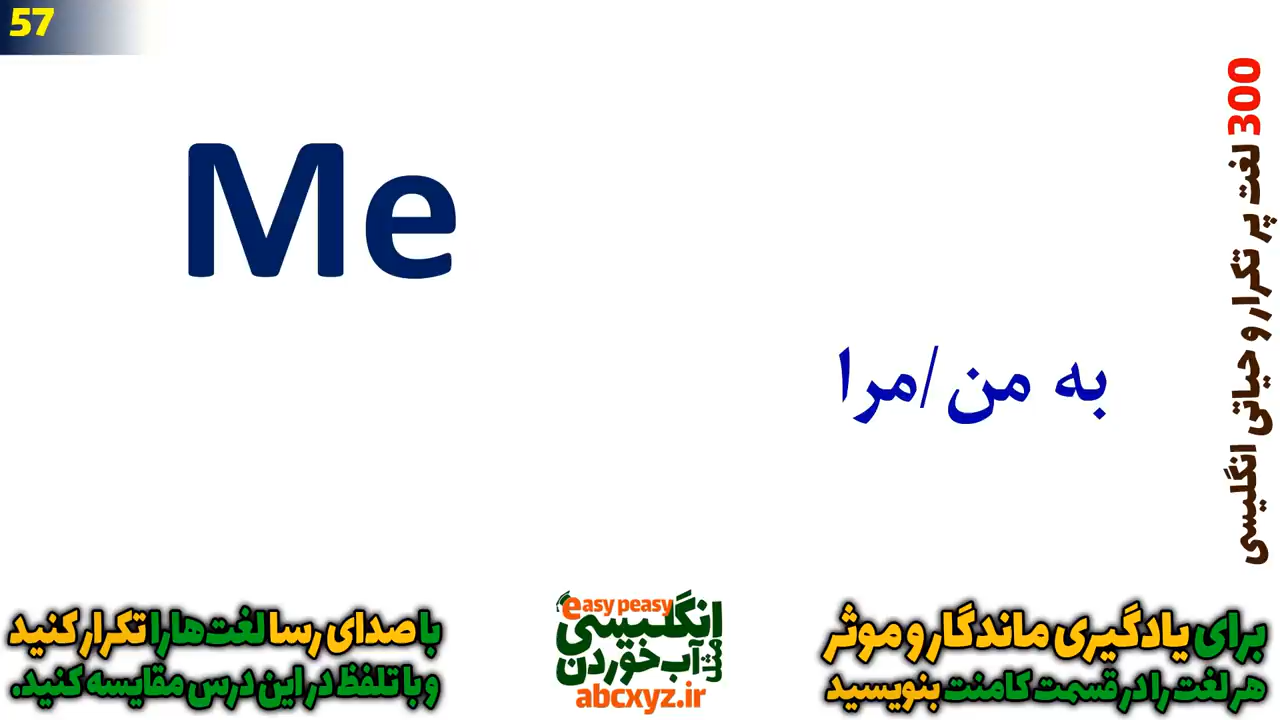 57
Me
به من/مرا
300 لغت پر تکرار و حیاتی انگلیسی
برای یادگیری ماندگار و موثر
هر لغت را در قسمت کامنت بنویسید
easy peasy
انگلیسی
مثل آب خوردن
abcxyz.ir
با صدای رسا لغت‌ها را تکرار کنید
و با تلفظ در این درس مقایسه کنید.